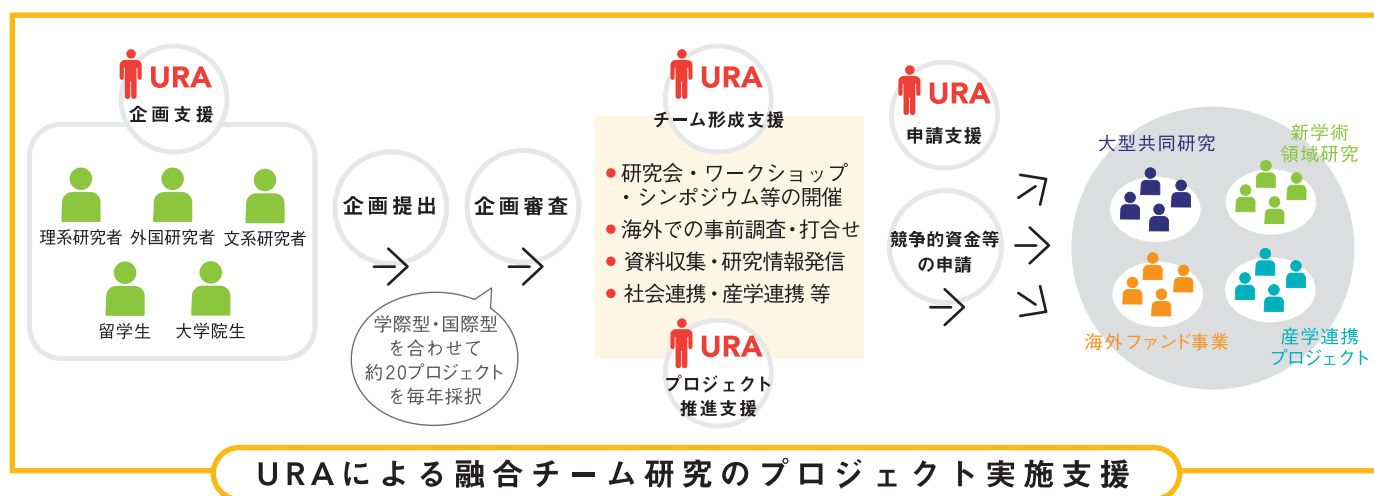 URA
企画支援
理系研究者
外国研究者
文系研究者
留学生
大学院生
企画提出
企画審査
学際型・国際型
を合わせて
約20プロジェクト
を毎年採択
URA
チーム形成支援
・研究会・ワークショップ
・シンポジウム等の開催
・海外での事前調査・打合せ
・資料収集・研究情報発信
・社会連携・産学連携 等
URA
プロジェクト
推進支援
URA
申請支援
競争的資金等
の申請
大型共同研究
新学術
領域研究
海外ファンド事業
産学連携
プロジェクト
URAによる融合チーム研究のプロジェクト実施支援